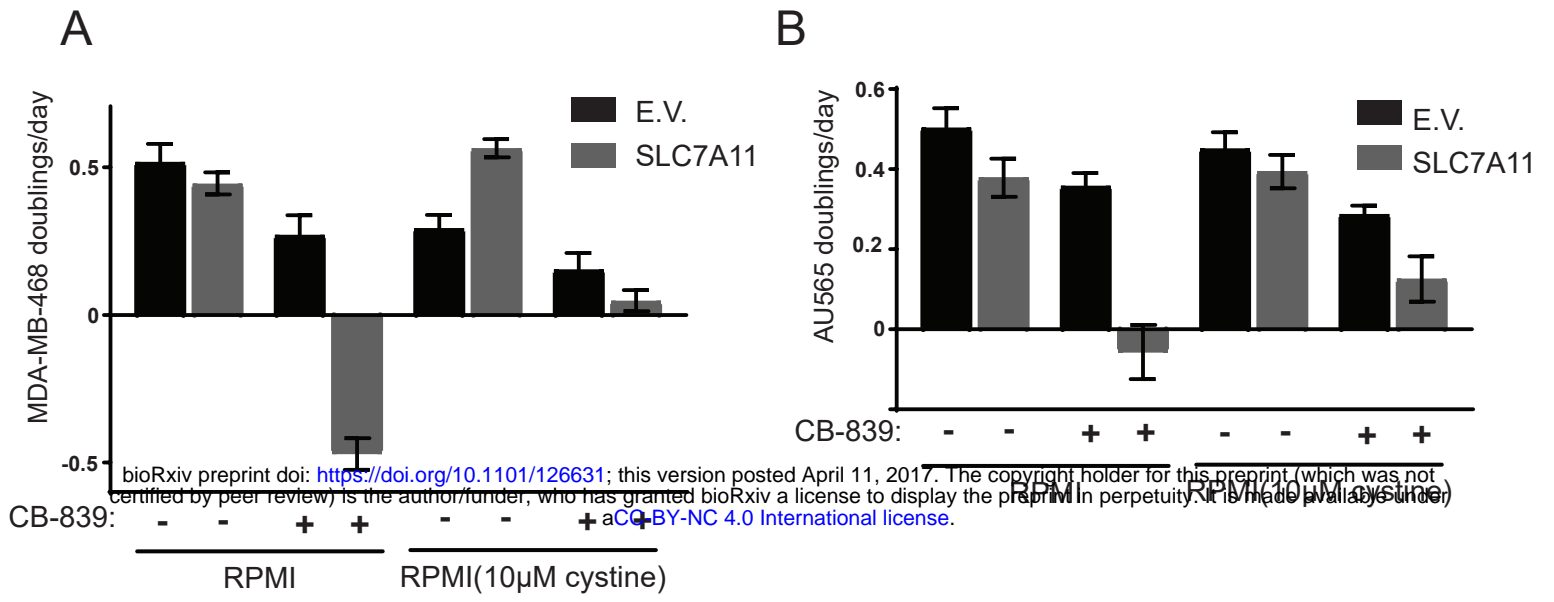 A
B
MDA-MB-468 doublings/day
0.5
0
-0.5
E.V.
SLC7A11
AU565 doublings/day
0.6
0.4
0.2
0
E.V.
SLC7A11
CB-839: - - + + - - + +
RPMI RPMI(10µM cystine)
bioRxiv preprint doi: https://doi.org/10.1101/126631; this version posted April 11, 2017. The copyright holder for this preprint (which was not
certified by peer review) is the author/funder, who has granted bioRxiv a license to display the preprint in perpetuity. It is made available under
aCC-BY-NC 4.0 International license.
CB-839: - - + + - - + +
RPMI RPMI(10µM cystine)